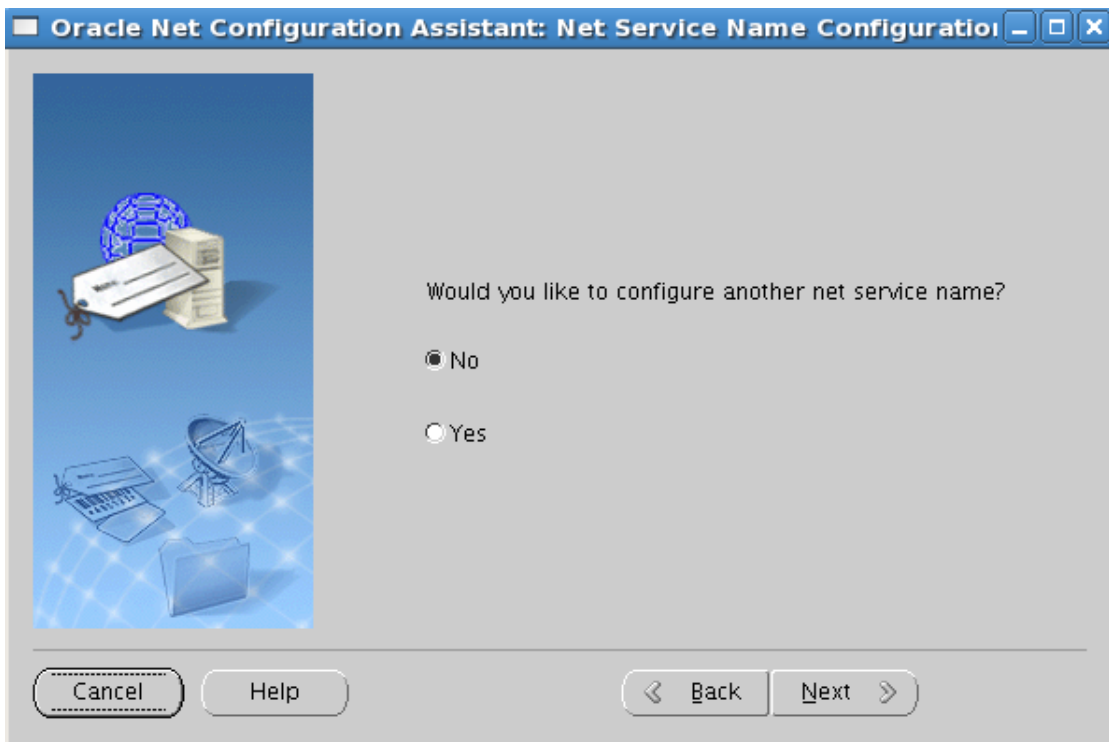 Oracle Net Configuration Assistant: Net Service Name Configuration
Would you like to configure another net service name?
No
Yes
Cancel
Help
Back
Next